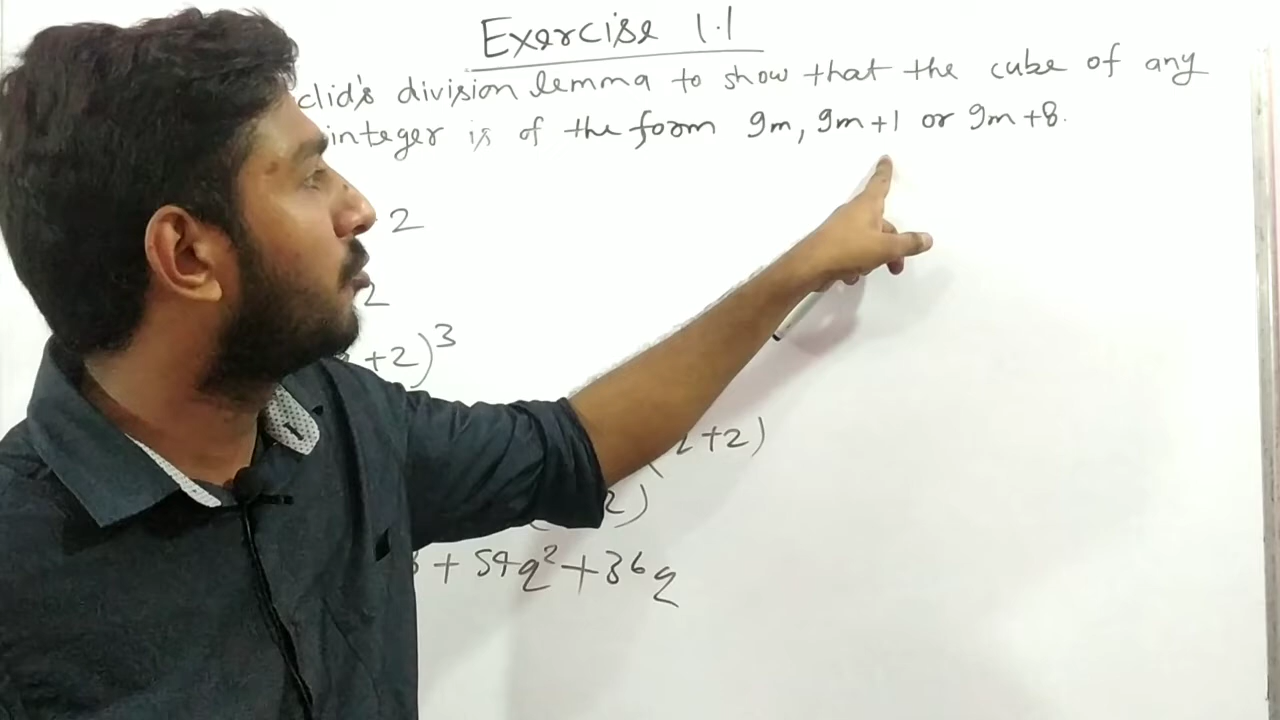 Exercise 1.1
clid's division lemma to show that the cube of any
integer is of the form 9m, 9m+1 or 9m+8.
2
2
+2)³
2+2)
2)
+ 54q² + 36q